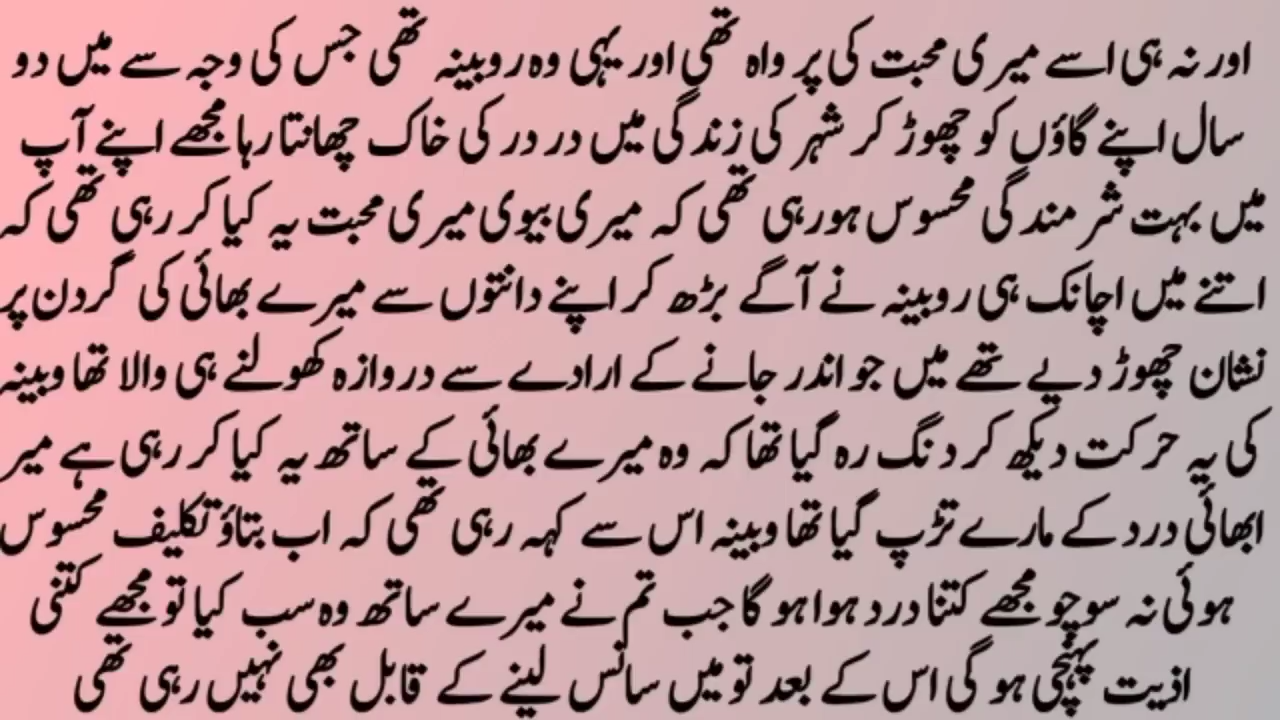 اور نہ ہی اسے میری محبت کی پرواہ تھی اور یہی وہ روبینہ تھی جس کی وجہ سے میں دو
سال اپنے گاؤں کو چھوڑ کر شہر کی زندگی میں در در کی خاک چھانتا رہا مجھے اپنے آپ
میں بہت شرمندگی محسوس ہورہی تھی کہ میری بیوی میری محبت یہ کیا کر رہی تھی کہ
اتنے میں اچانک ہی روبینہ نے آگے بڑھ کر اپنے دانتوں سے میرے بھائی کی گردن پر
نشان چھوڑ دیے تھے میں جو اندر جانے کے ارادے سے دروازہ کھولنے ہی والا تھا وبینہ
کی یہ حرکت دیکھ کر دنگ رہ گیا تھا کہ وہ میرے بھائی کے ساتھ یہ کیا کر رہی ہے میر
ابھائی درد کے مارے تڑپ گیا تھا وبینہ اس سے کہہ رہی تھی کہ اب بتاؤ تکلیف محسوس
ہوئی نہ سوچو مجھے کتنا درد ہوا ہو گا جب تم نے میرے ساتھ وہ سب کیا تو مجھے کتنی
اذیت پہنچی ہو گی اس کے بعد تو میں سانس لینے کے قابل بھی نہیں رہی تھی